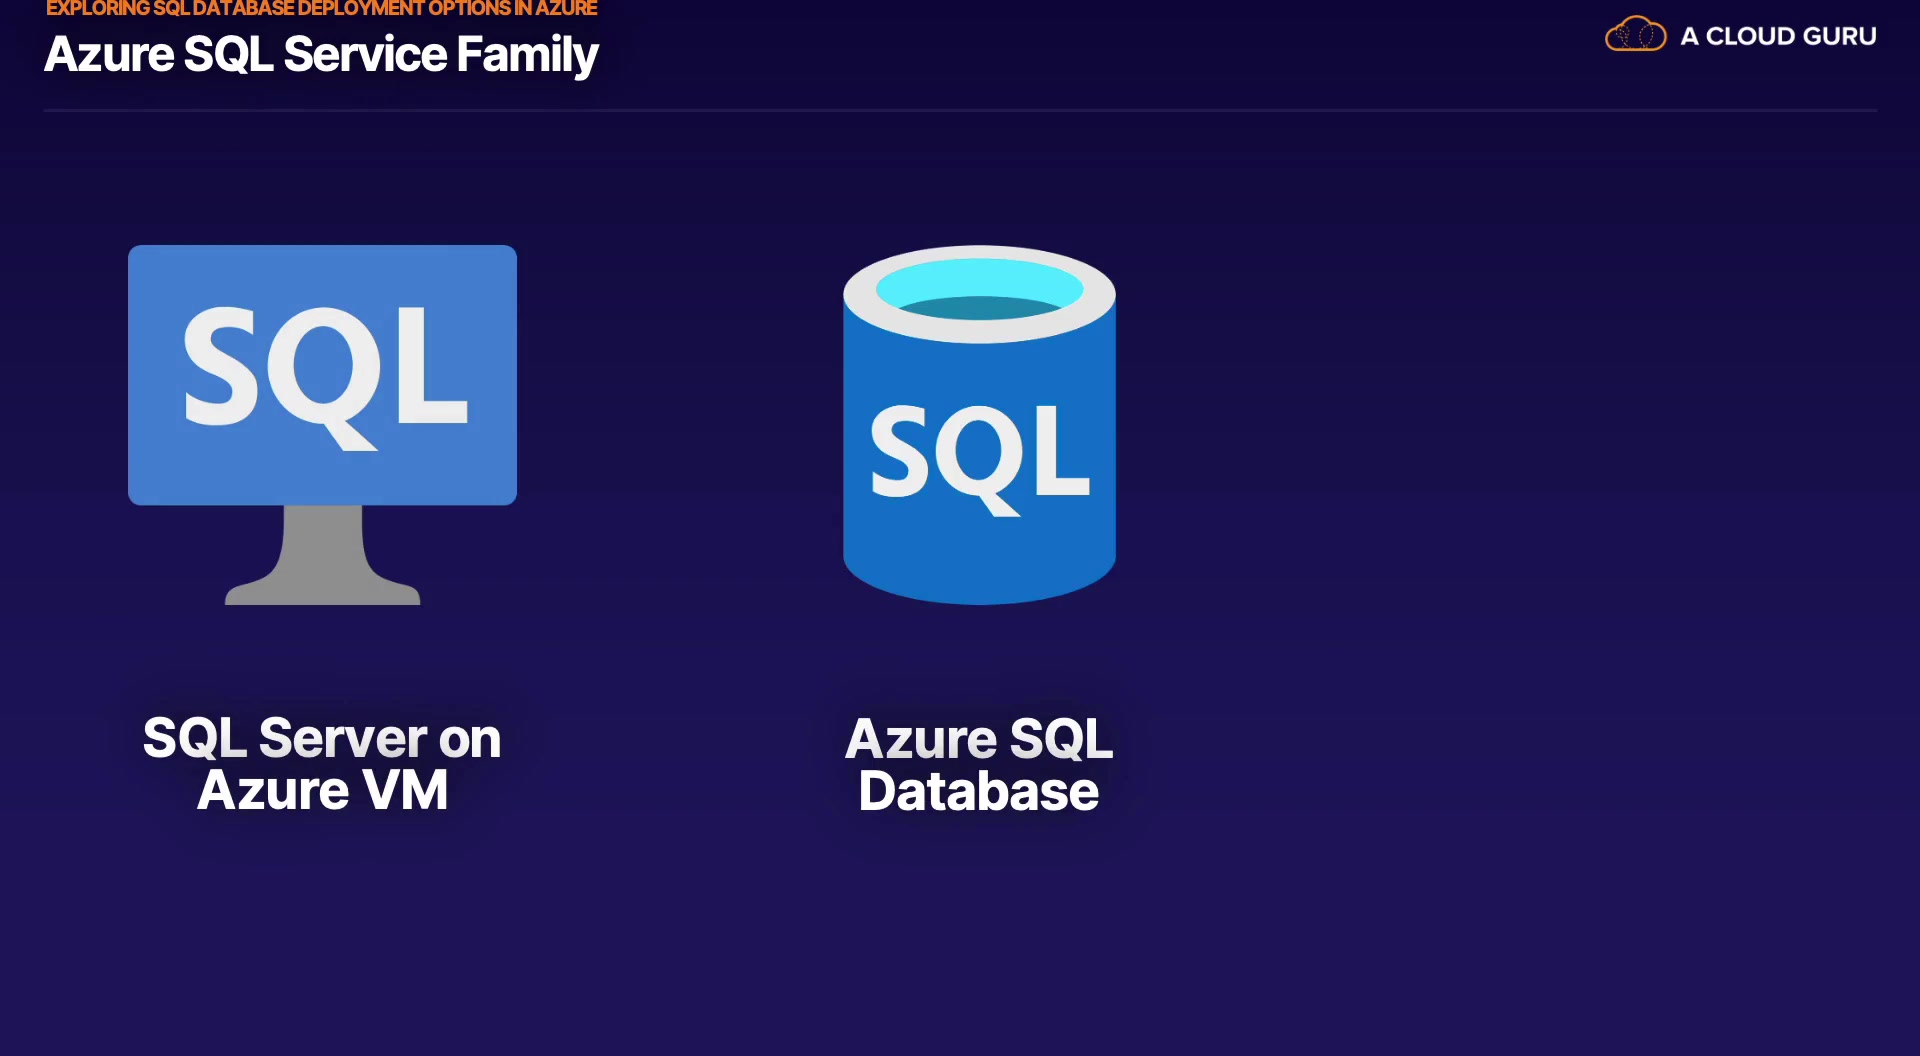 EXPLORING SQL DATABASE DEPLOYMENT OPTIONS IN AZURE
Azure SQL Service Family
A CLOUD GURU
SQL
SQL
SQL Server on
Azure VM
Azure SQL
Database